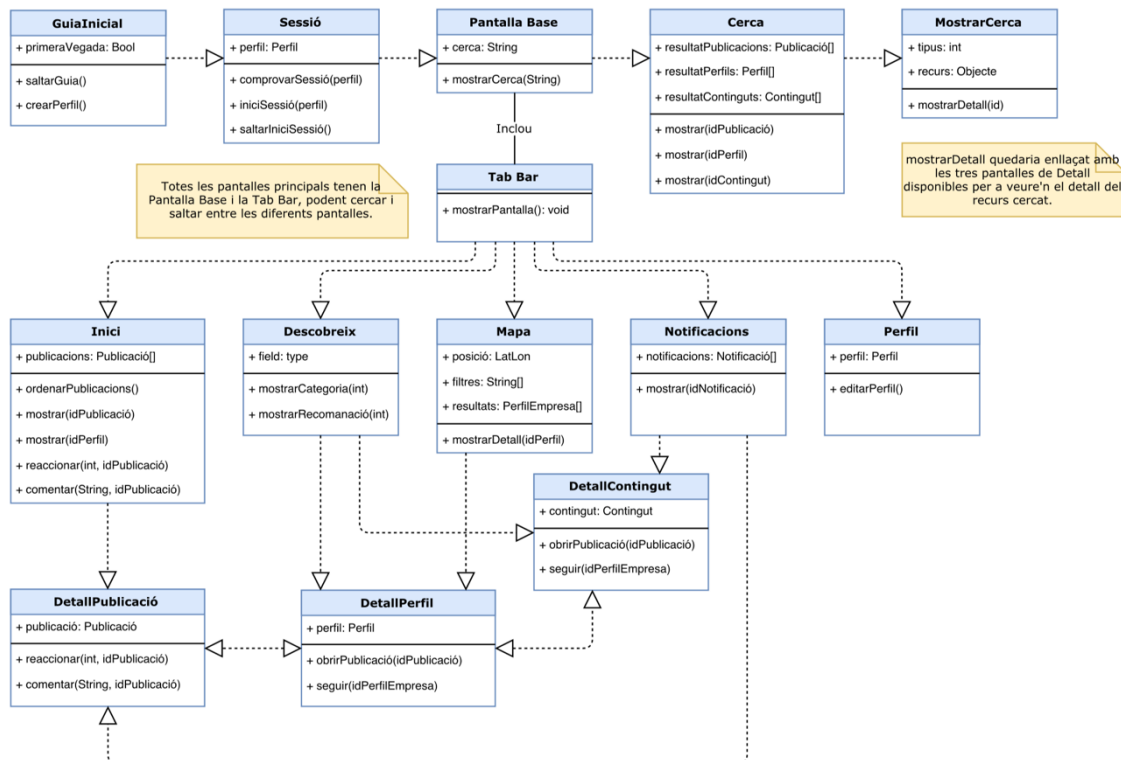 GuiaInicial
+ primeraVegada: Bool
+ saltarGuia()
+ crearPerfil()
Sessió
+ perfil: Perfil
+ comprovarSessió(perfil)
+ iniciSessió(perfil)
+ saltarIniciSessió()
Pantalla Base
+ cerca: String
+ mostrarCerca(String)
Cerca
+ resultatPublicacions: Publicació[]
+ resultatPerfils: Perfil[]
+ resultatContinguts: Contingut[]
+ mostrar(idPublicació)
+ mostrar(idPerfil)
+ mostrar(idContingut)
MostrarCerca
+ tipus: int
+ recurs: Objecte
+ mostrarDetall(id)
Inclou
Totes les pantalles principals tenen la
Pantalla Base i la Tab Bar, podent cercar i
saltar entre les diferents pantalles.
Tab Bar
+ mostrarPantalla(): void
mostrarDetall quedaria enllaçat amb
les tres pantalles de Detall
disponibles per a veure'n el detall del
recurs cercat.
Inici
+ publicacions: Publicació[]
+ ordenarPublicacions()
+ mostrar(idPublicació)
+ mostrar(idPerfil)
+ reaccionar(int, idPublicació)
+ comentar(String, idPublicació)
Descobreix
+ field: type
+ mostrarCategoria(int)
+ mostrarRecomanació(int)
Mapa
+ posició: LatLon
+ filtres: String[]
+ resultats: PerfilEmpresa[]
+ mostrarDetall(idPerfil)
Notificacions
+ notificacions: Notificació[]
+ mostrar(idNotificació)
Perfil
+ perfil: Perfil
+ editarPerfil()
DetallContingut
+ contingut: Contingut
+ obrirPublicació(idPublicació)
+ seguir(idPerfilEmpresa)
DetallPublicació
+ publicació: Publicació
+ reaccionar(int, idPublicació)
+ comentar(String, idPublicació)
DetallPerfil
+ perfil: Perfil
+ obrirPublicació(idPublicació)
+ seguir(idPerfilEmpresa)